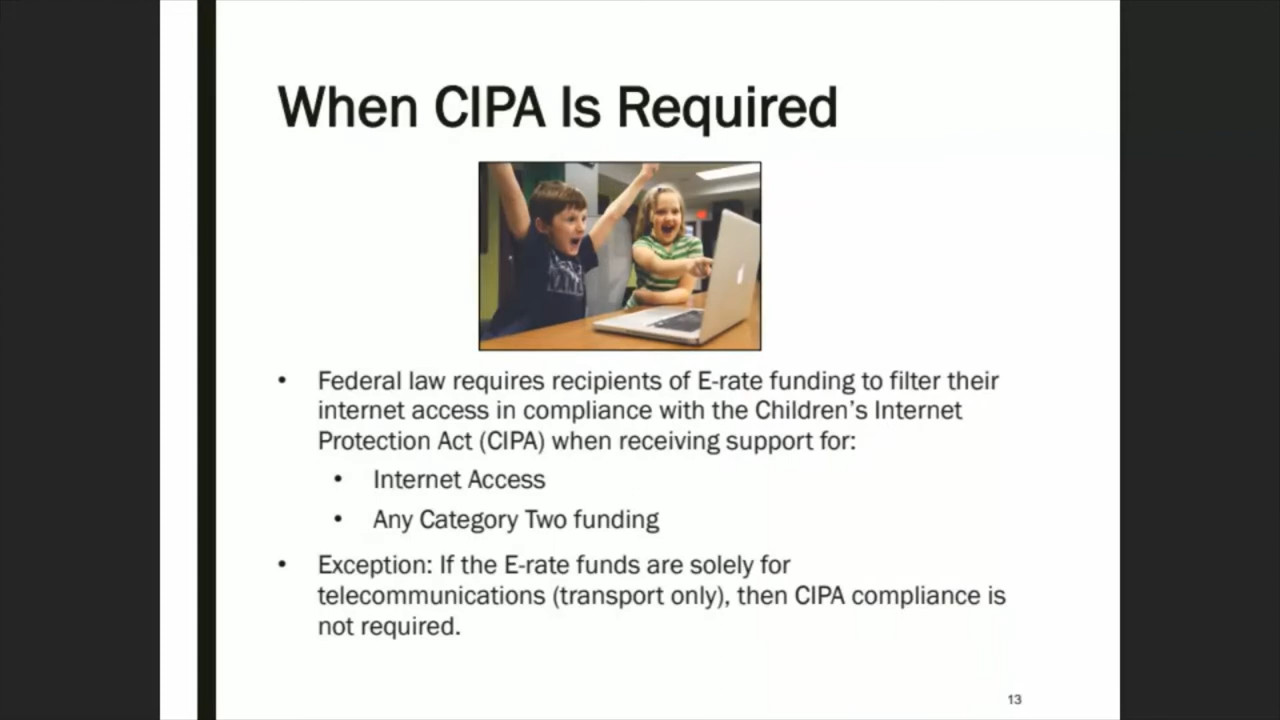 When CIPA Is Required
• Federal law requires recipients of E-rate funding to filter their
internet access in compliance with the Children’s Internet
Protection Act (CIPA) when receiving support for:
• Internet Access
• Any Category Two funding
• Exception: If the E-rate funds are solely for
telecommunications (transport only), then CIPA compliance is
not required.
13